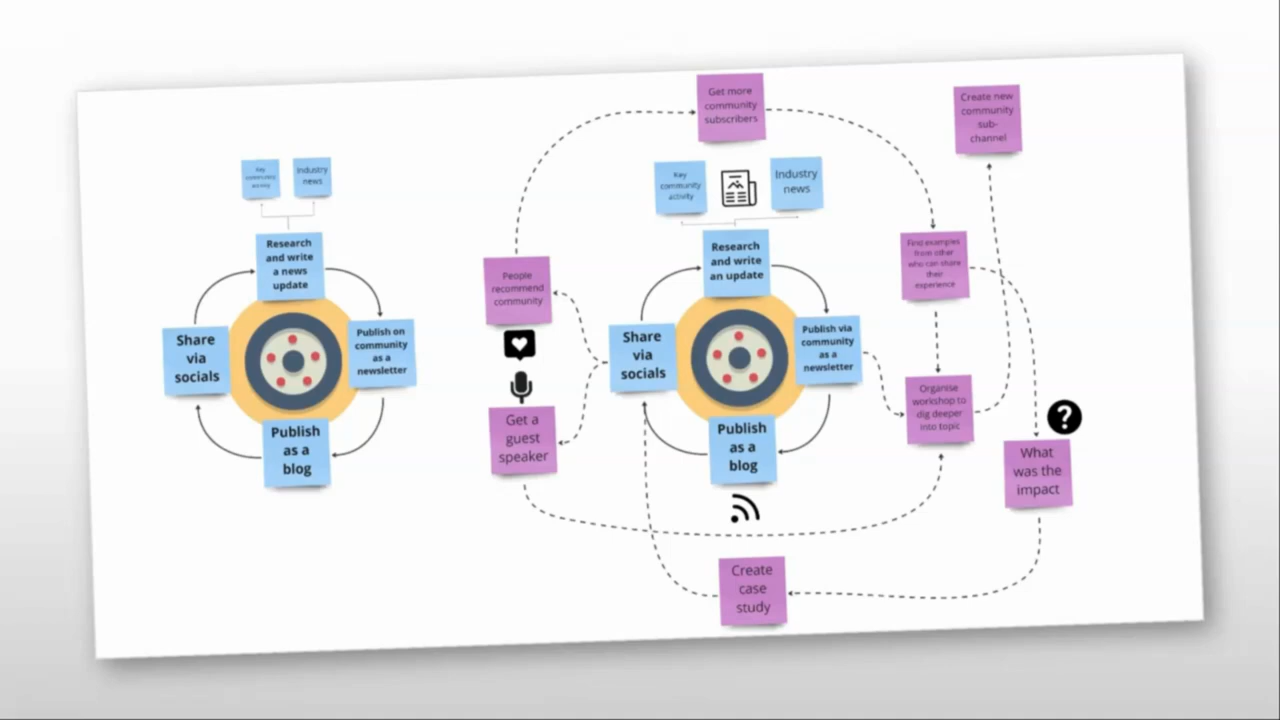 Key
community
activity
Industry
news
Research
and write
a news
update
Share
via
socials
Publish on
community
as a
newsletter
Publish
as a
blog
Get more
community
subscribers
Create new
community
sub-
channel
Key
community
activity
Industry
news
Research
and write
an update
People
recommend
community
Find examples
from other
who can share
their
experience
Share
via
socials
Publish via
community
as a
newsletter
Get a
guest
speaker
Organise
workshop to
dig deeper
into topic
Publish
as a
blog
?
What
was the
impact
Create
case
study